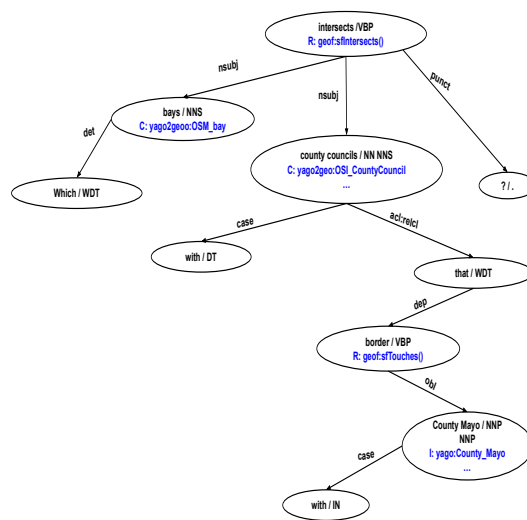 intersects /VBP
R: geof:sfIntersects()
nsubj
nsubj
punct
bays / NNS
C: yago2geoo:OSM_bay
det
county councils / NN NNS
C: yago2geo:OSI_CountyCouncil
...
Which / WDT
? / .
case
acl:relcl
with / DT
that / WDT
dep
border / VBP
R: geof:sfTouches()
obl
County Mayo / NNP
NNP
I: yago:County_Mayo
...
case
with / IN